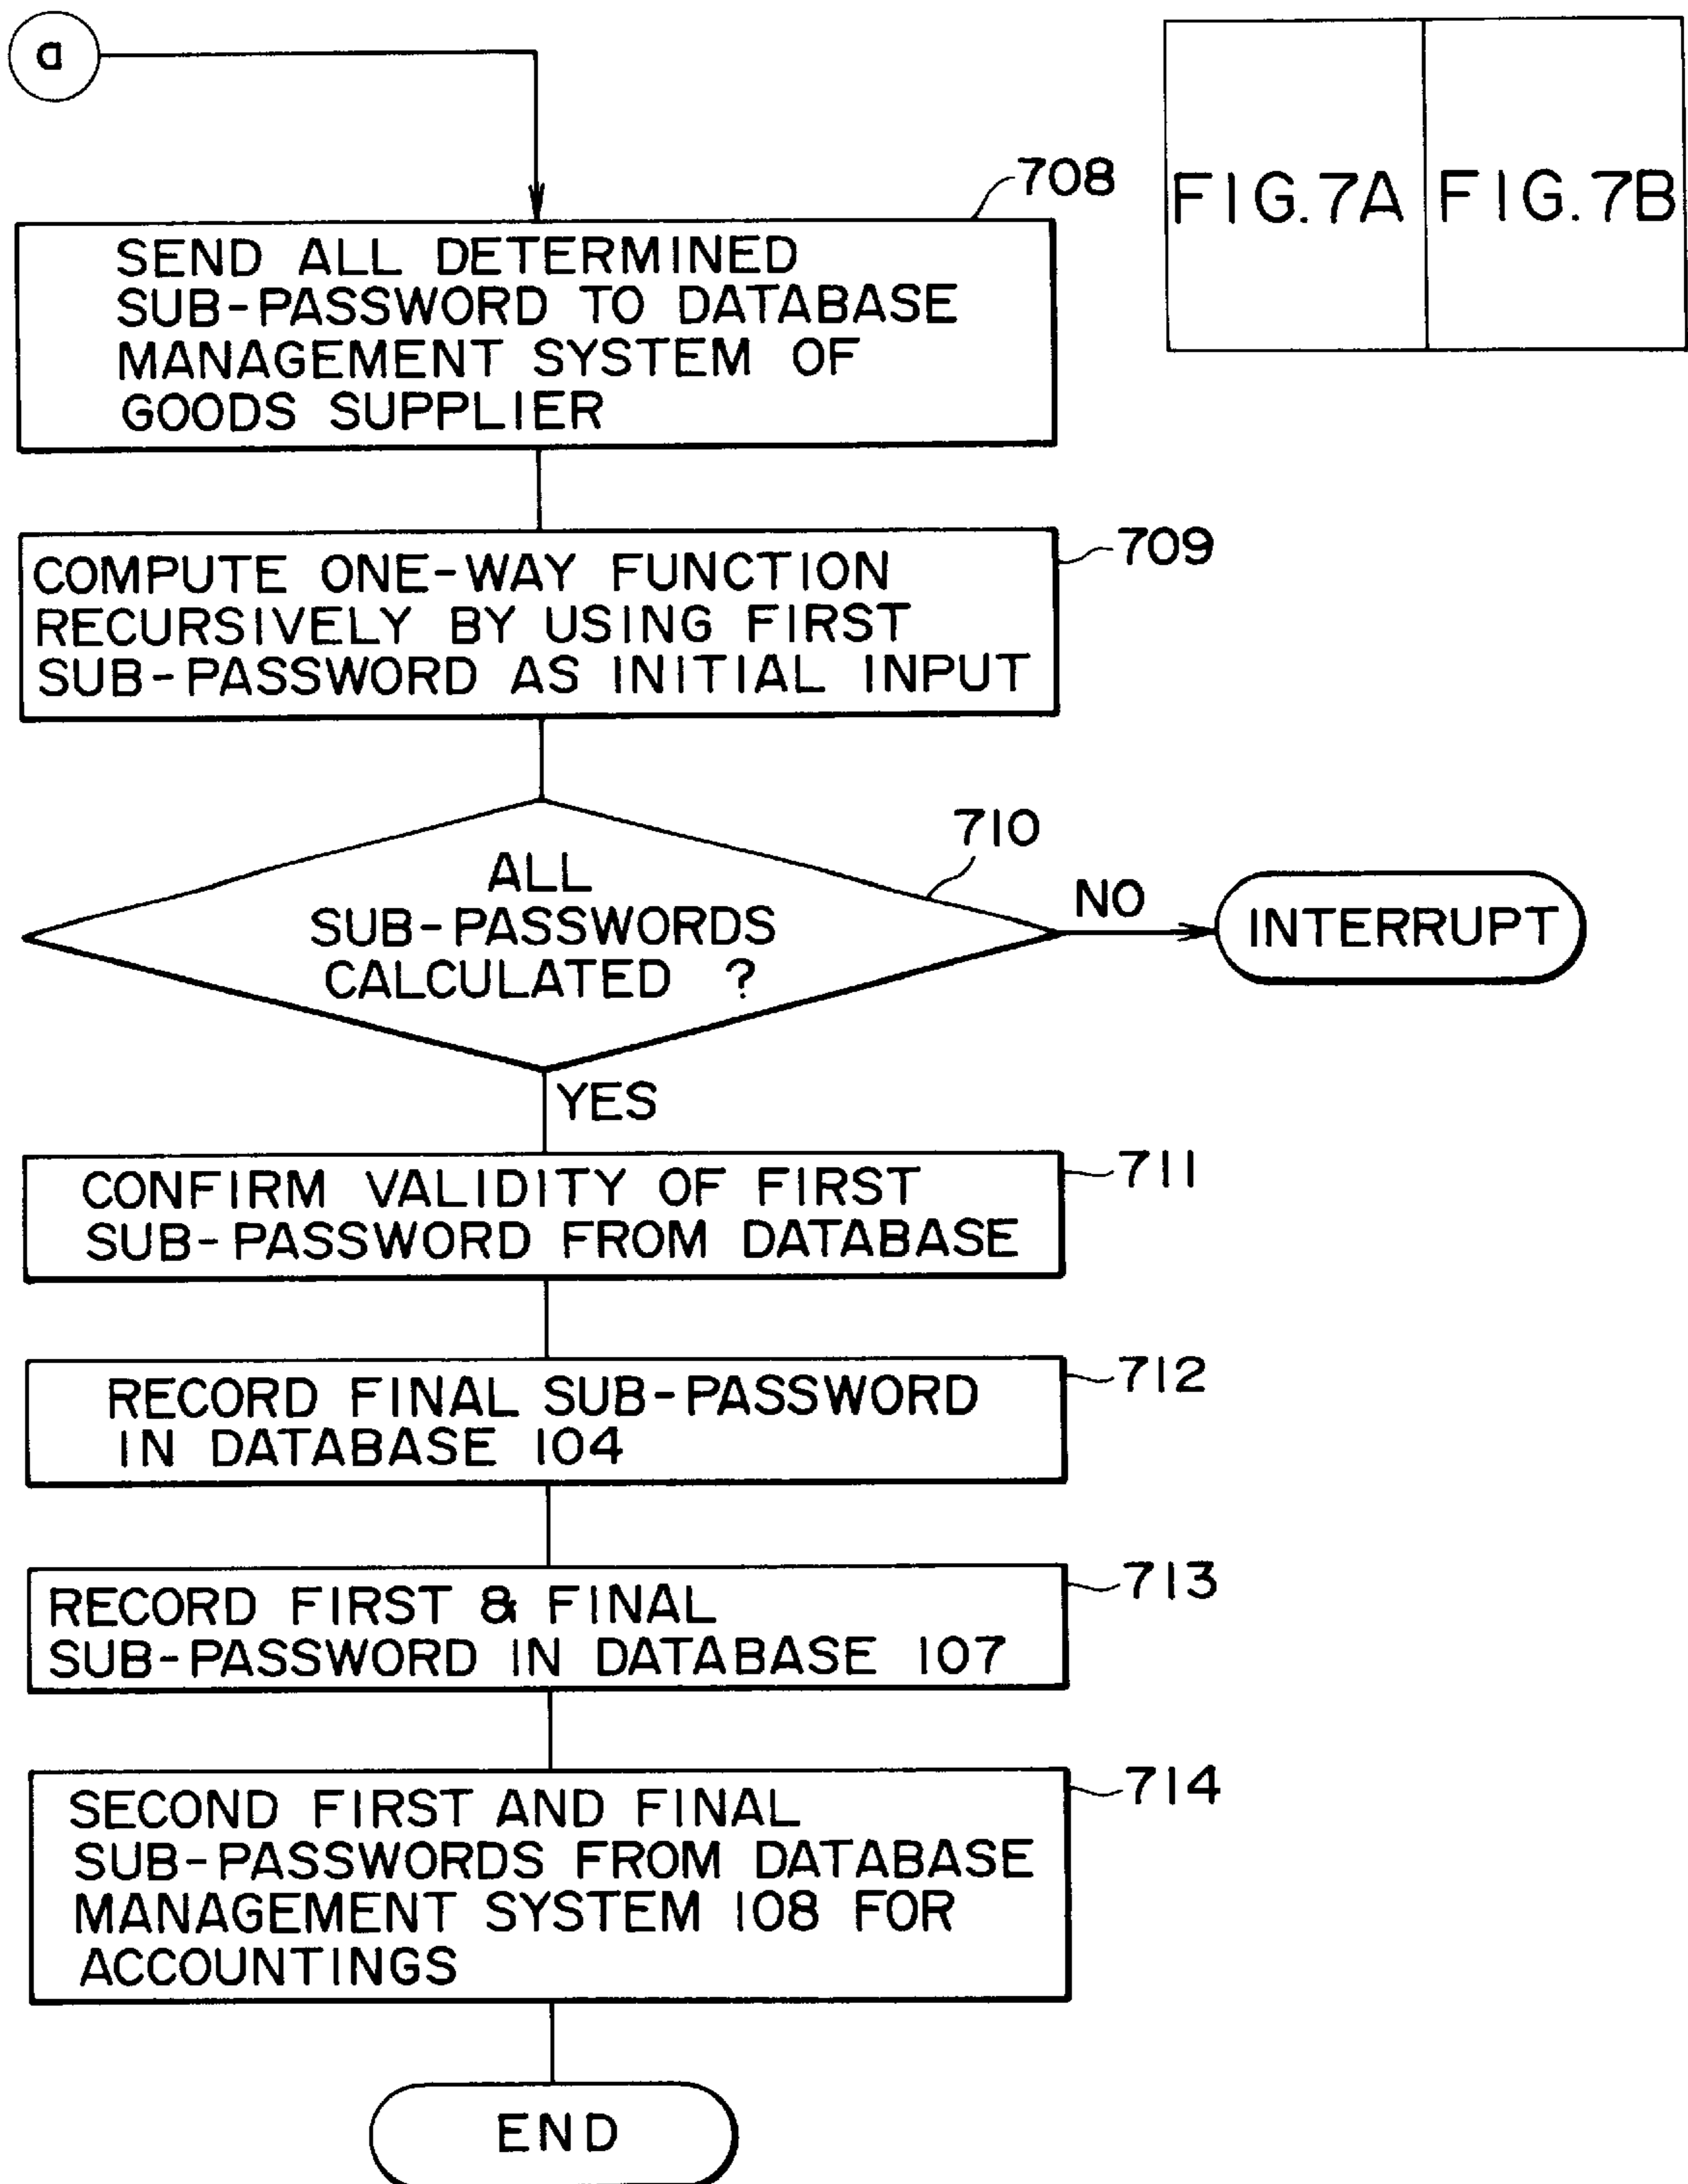 a
FIG. 7A
FIG. 7B
708
SEND ALL DETERMINED
SUB-PASSWORD TO DATABASE
MANAGEMENT SYSTEM OF
GOODS SUPPLIER
709
COMPUTE ONE-WAY FUNCTION
RECURSIVELY BY USING FIRST
SUB-PASSWORD AS INITIAL INPUT
710
ALL
SUB-PASSWORDS
CALCULATED ?
NO
INTERRUPT
YES
711
CONFIRM VALIDITY OF FIRST
SUB-PASSWORD FROM DATABASE
712
RECORD FINAL SUB-PASSWORD
IN DATABASE 104
713
RECORD FIRST & FINAL
SUB-PASSWORD IN DATABASE 107
714
SECOND FIRST AND FINAL
SUB-PASSWORDS FROM DATABASE
MANAGEMENT SYSTEM 108 FOR
ACCOUNTINGS
END